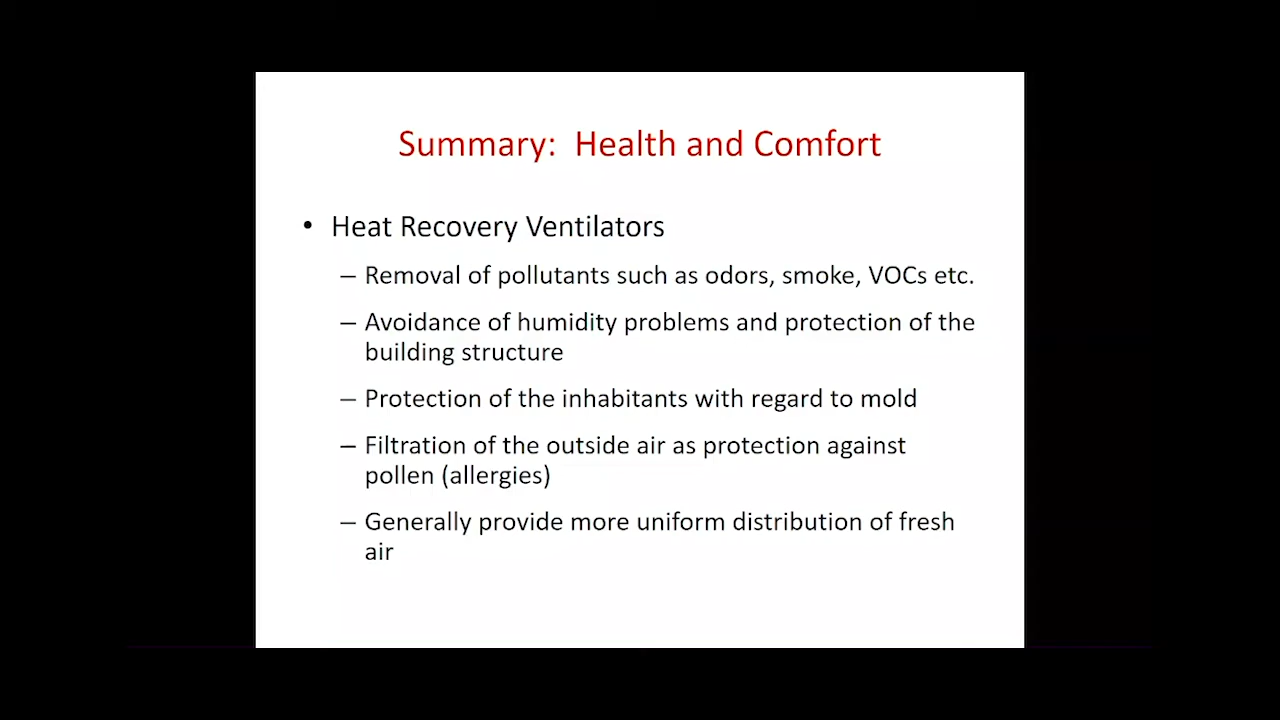 Summary:  Health and Comfort
• Heat Recovery Ventilators
– Removal of pollutants such as odors, smoke, VOCs etc.
– Avoidance of humidity problems and protection of the
building structure
– Protection of the inhabitants with regard to mold
– Filtration of the outside air as protection against
pollen (allergies)
– Generally provide more uniform distribution of fresh
air